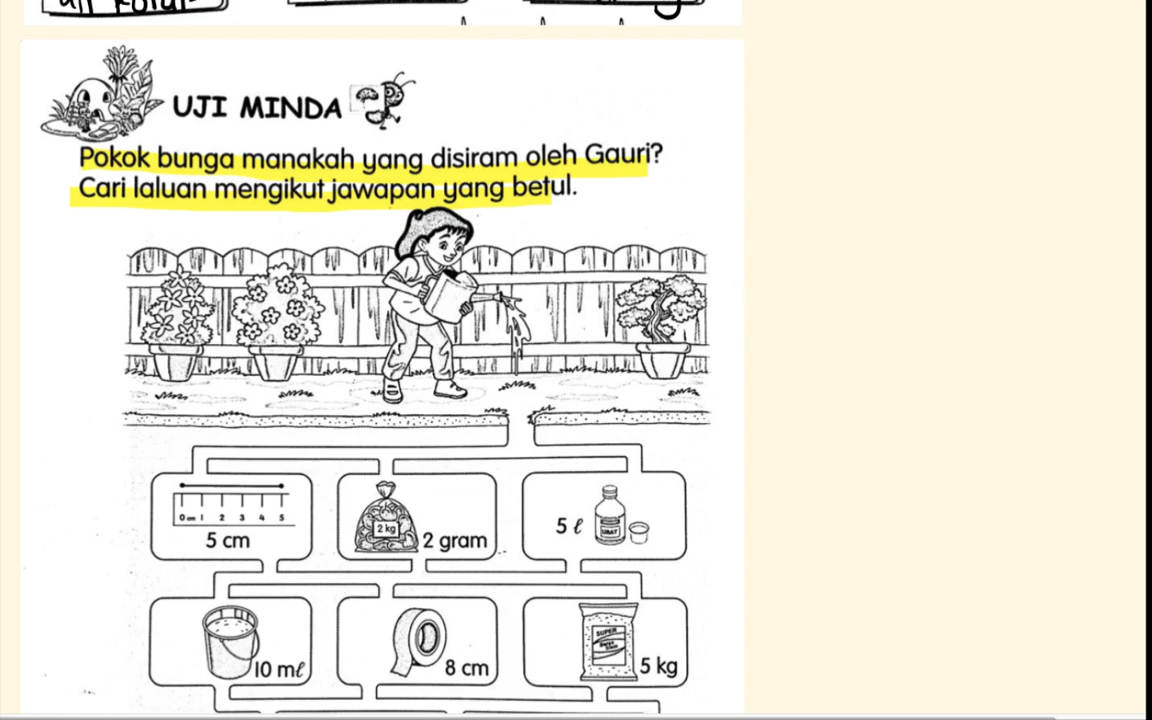 UJI MINDA
Pokok bunga manakah yang disiram oleh Gauri?
Cari laluan mengikut jawapan yang betul.
0 cm 1 2 3 4 5
5 cm
2 kg
2 gram
5 ℓ
UBAT
10 mℓ
8 cm
SUPER
5 kg